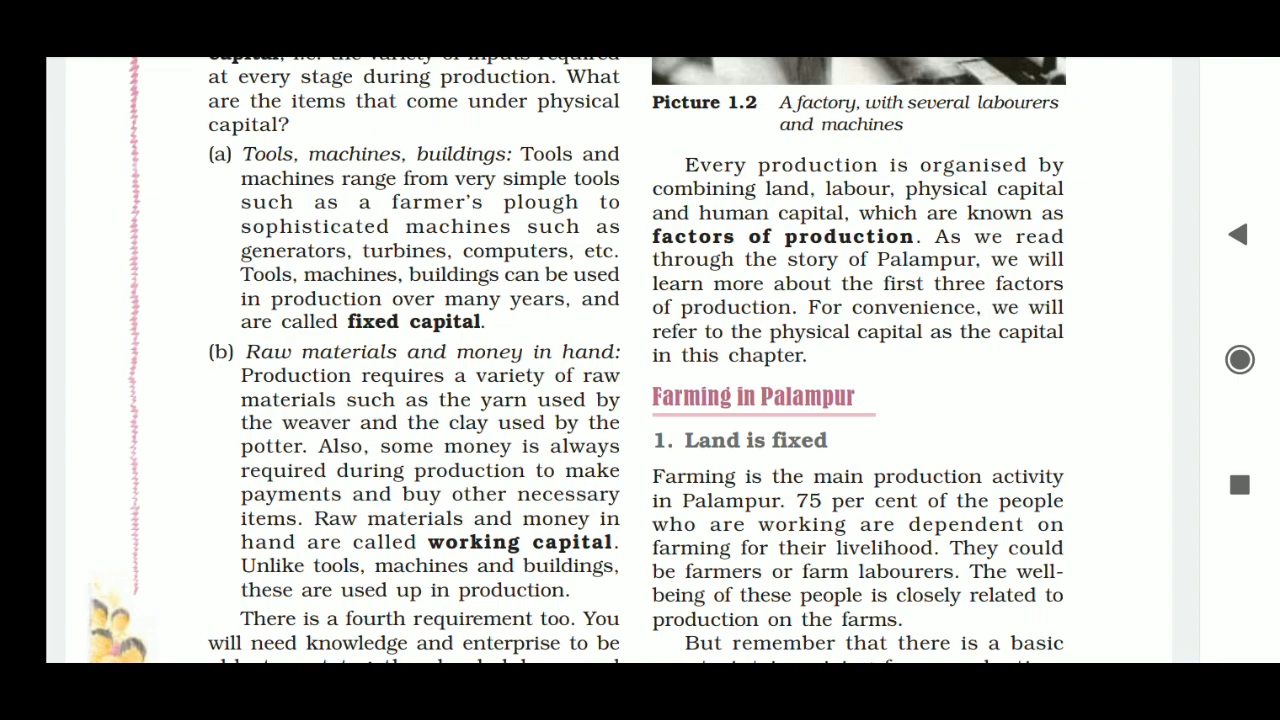 at every stage during production. What
are the items that come under physical
capital?
(a) Tools, machines, buildings: Tools and
machines range from very simple tools
such as a farmer's plough to
sophisticated machines such as
generators, turbines, computers, etc.
Tools, machines, buildings can be used
in production over many years, and
are called fixed capital.
(b) Raw materials and money in hand:
Production requires a variety of raw
materials such as the yarn used by
the weaver and the clay used by the
potter. Also, some money is always
required during production to make
payments and buy other necessary
items. Raw materials and money in
hand are called working capital.
Unlike tools, machines and buildings,
these are used up in production.
There is a fourth requirement too. You
will need knowledge and enterprise to be
Picture 1.2 A factory, with several labourers
and machines
Every production is organised by
combining land, labour, physical capital
and human capital, which are known as
factors of production. As we read
through the story of Palampur, we will
learn more about the first three factors
of production. For convenience, we will
refer to the physical capital as the capital
in this chapter.
Farming in Palampur
1. Land is fixed
Farming is the main production activity
in Palampur. 75 per cent of the people
who are working are dependent on
farming for their livelihood. They could
be farmers or farm labourers. The well-
being of these people is closely related to
production on the farms.
But remember that there is a basic